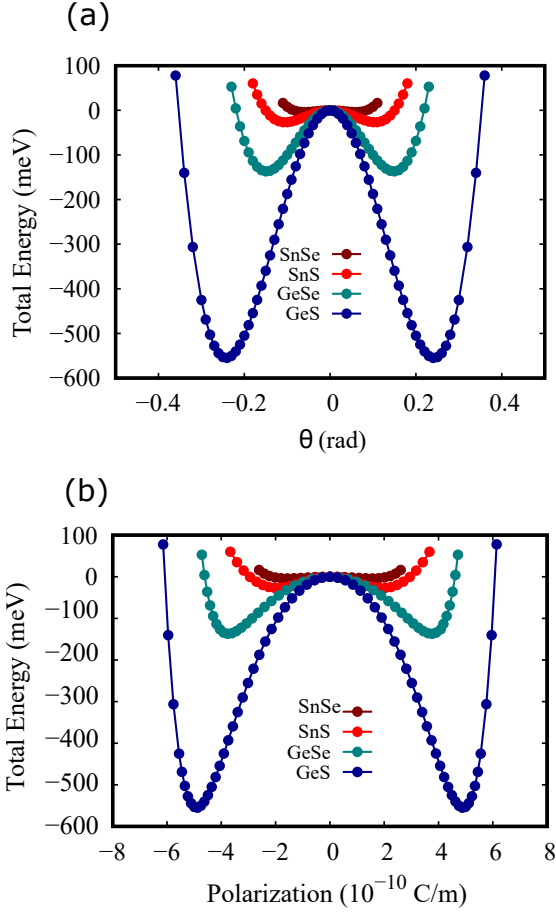 (a)
Total Energy (meV)
100
0
−100
−200
−300
−400
−500
−600
SnSe
SnS
GeSe
GeS
−0.4 −0.2 0 0.2 0.4
θ (rad)
(b)
Total Energy (meV)
100
0
−100
−200
−300
−400
−500
−600
SnSe
SnS
GeSe
GeS
−8 −6 −4 −2 0 2 4 6 8
Polarization (10⁻¹⁰ C/m)